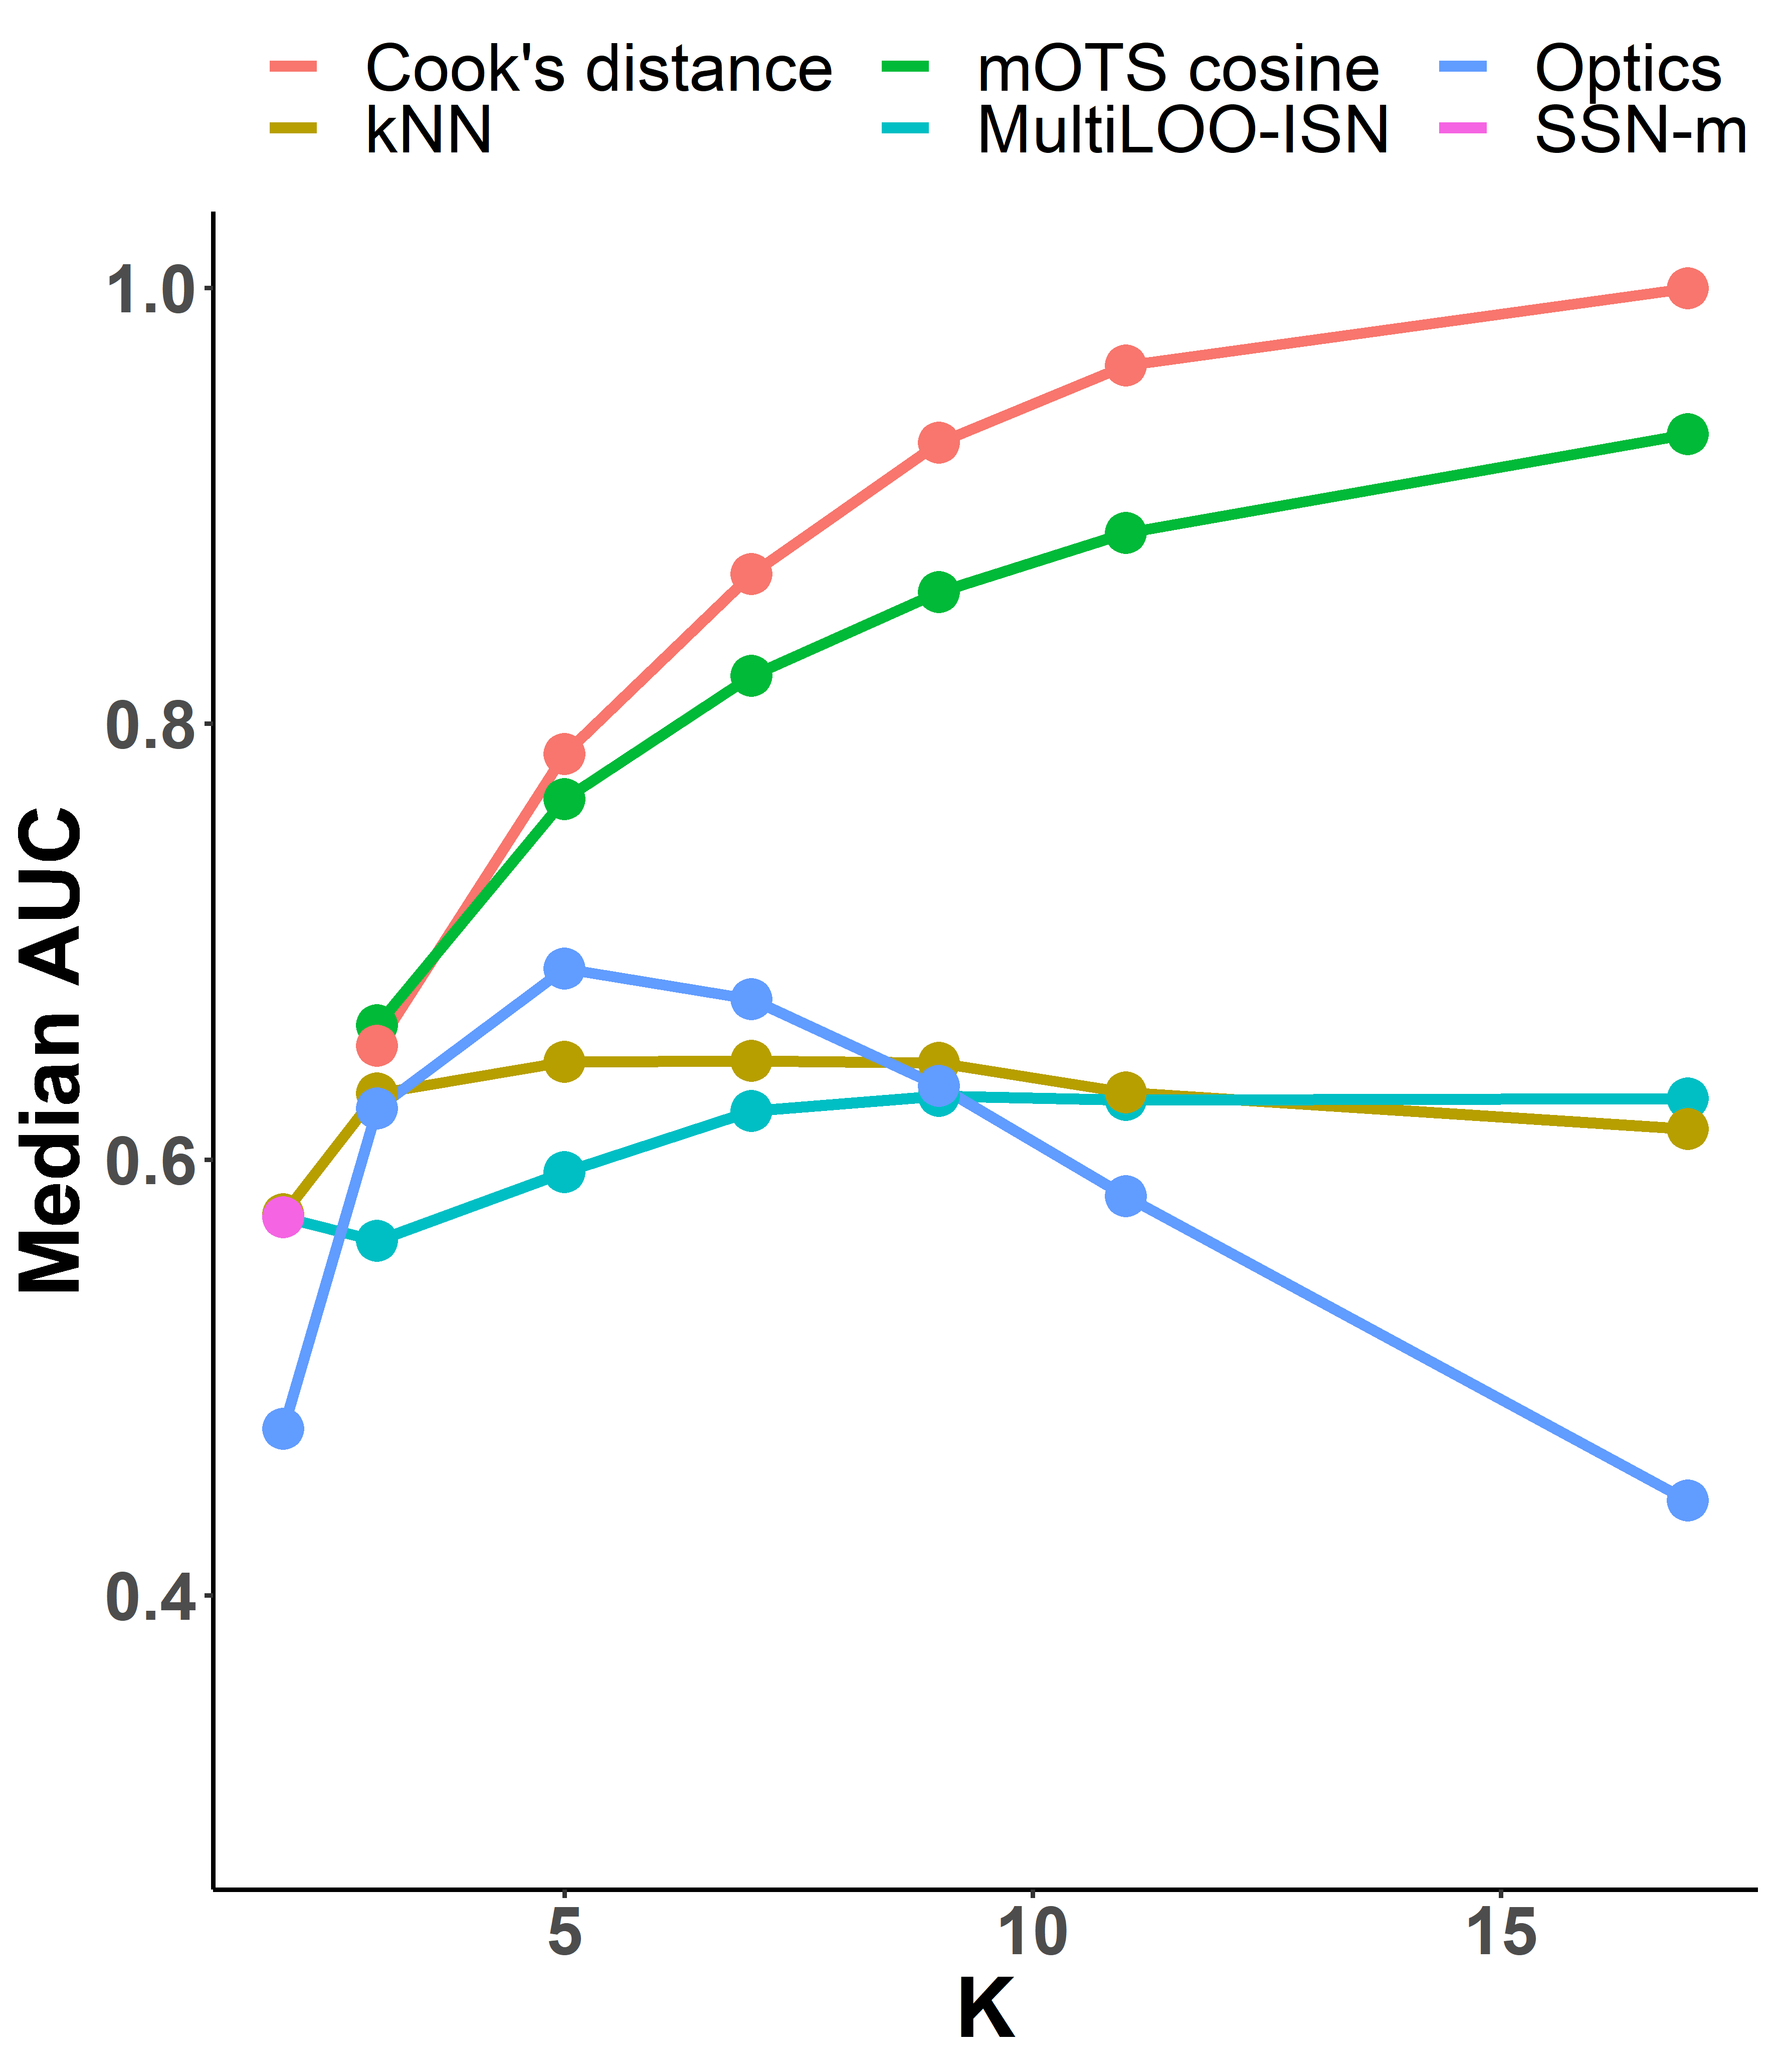 Cook's distance mOTS cosine Optics
kNN MultiLOO-ISN SSN-m
1.0
0.8
0.6
0.4
Median AUC
5 10 15
K